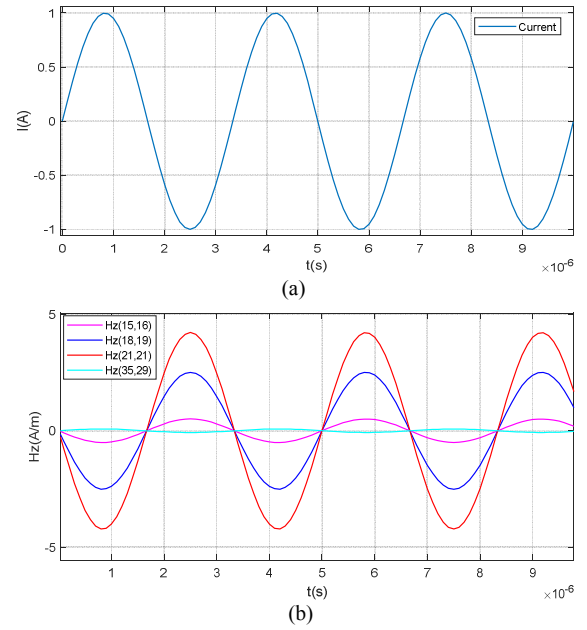 1
0.5
0
-0.5
-1
I(A)
Current
0 1 2 3 4 5 6 7 8 9
t(s)
×10⁻⁶
(a)
5
0
-5
Hz(A/m)
Hz(15,16)
Hz(18,19)
Hz(21,21)
Hz(35,29)
1 2 3 4 5 6 7 8 9
t(s)
×10⁻⁶
(b)